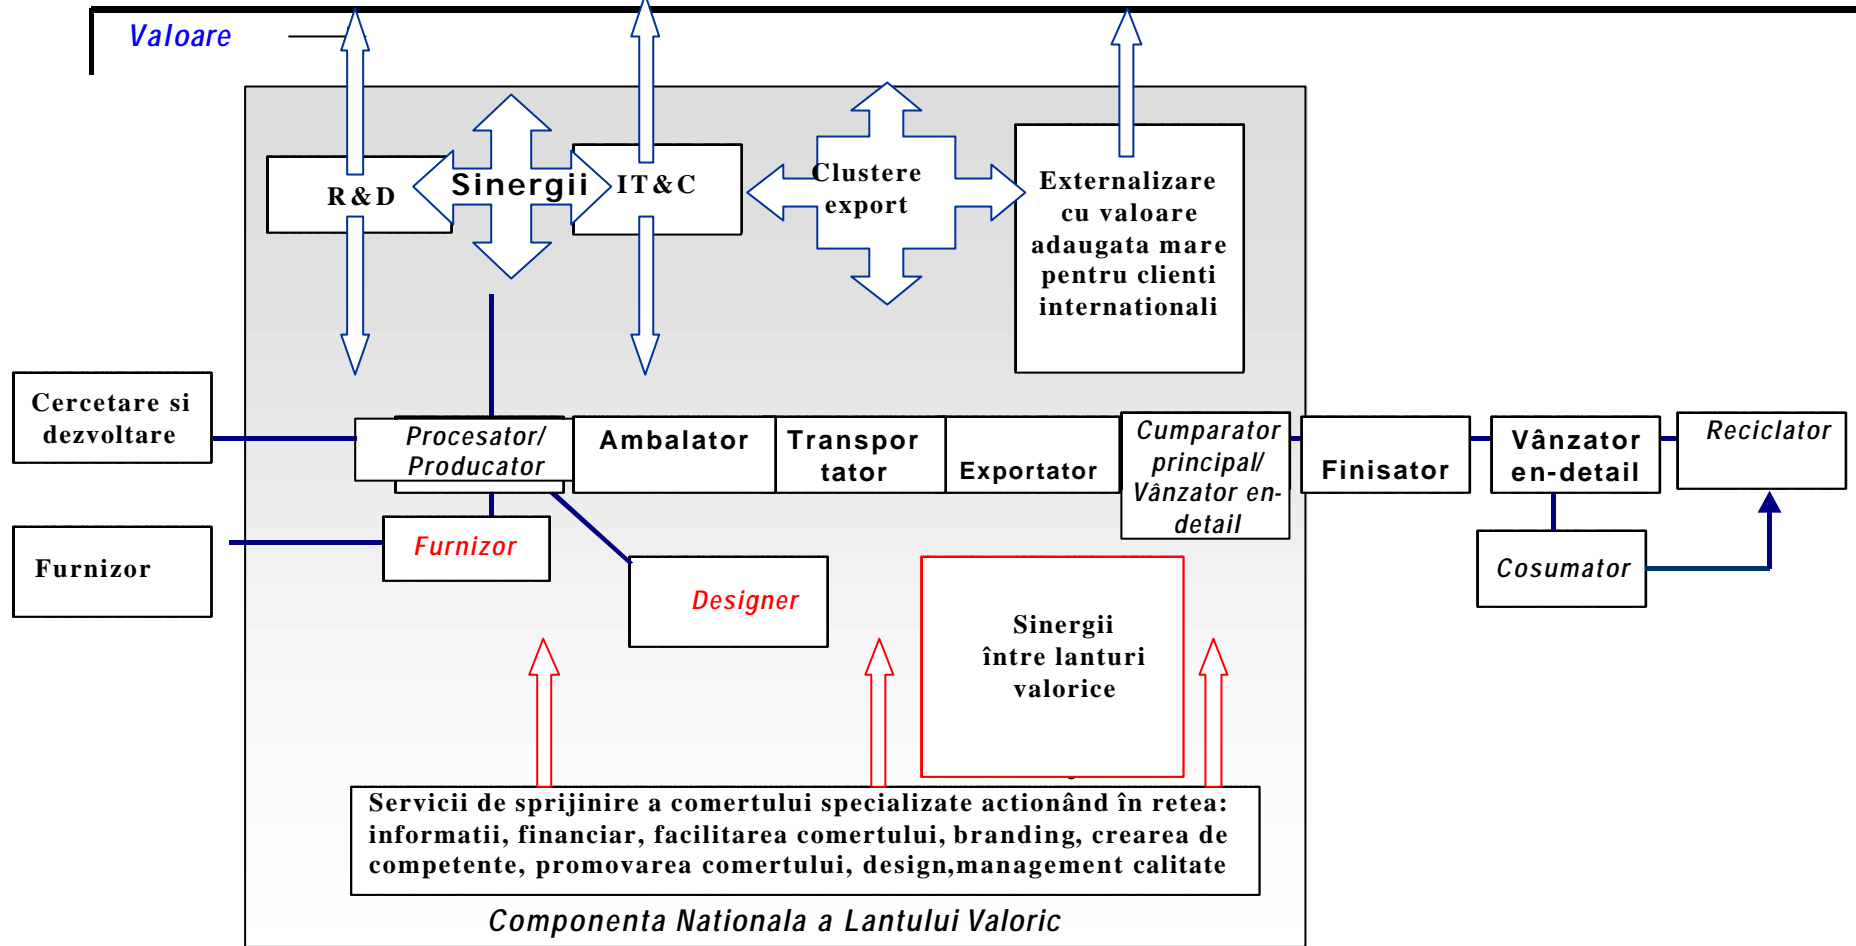 Valoare
R&D
Sinergii
IT&C
Clustere
export
Externalizare
cu valoare
adaugata mare
pentru clienti
internationali
Cercetare si
dezvoltare
Procesator/
Producator
Ambalator
Transpor
tator
Exportator
Cumparator
principal/
Vânzator en-
detail
Finisator
Vânzator
en-detail
Reciclator
Furnizor
Furnizor
Designer
Cosumator
Sinergii
între lanturi
valorice
Servicii de sprijinire a comertului specializate actionând în retea:
informatii, financiar, facilitarea comertului, branding, crearea de
competente, promovarea comertului, design,management calitate
Componenta Nationala a Lantului Valoric